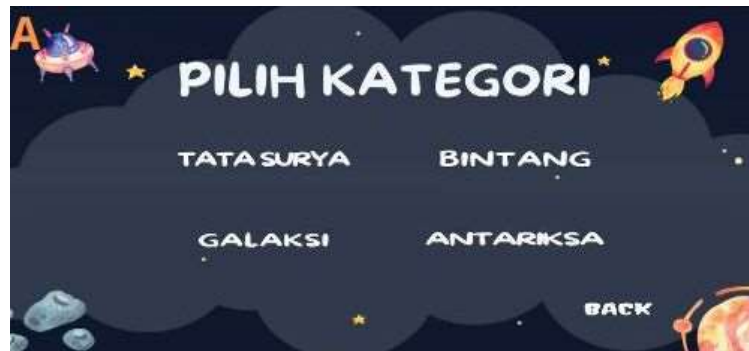 A
PILIH KATEGORI
TATA SURYA BINTANG
GALAKSI ANTARIKSA
BACK